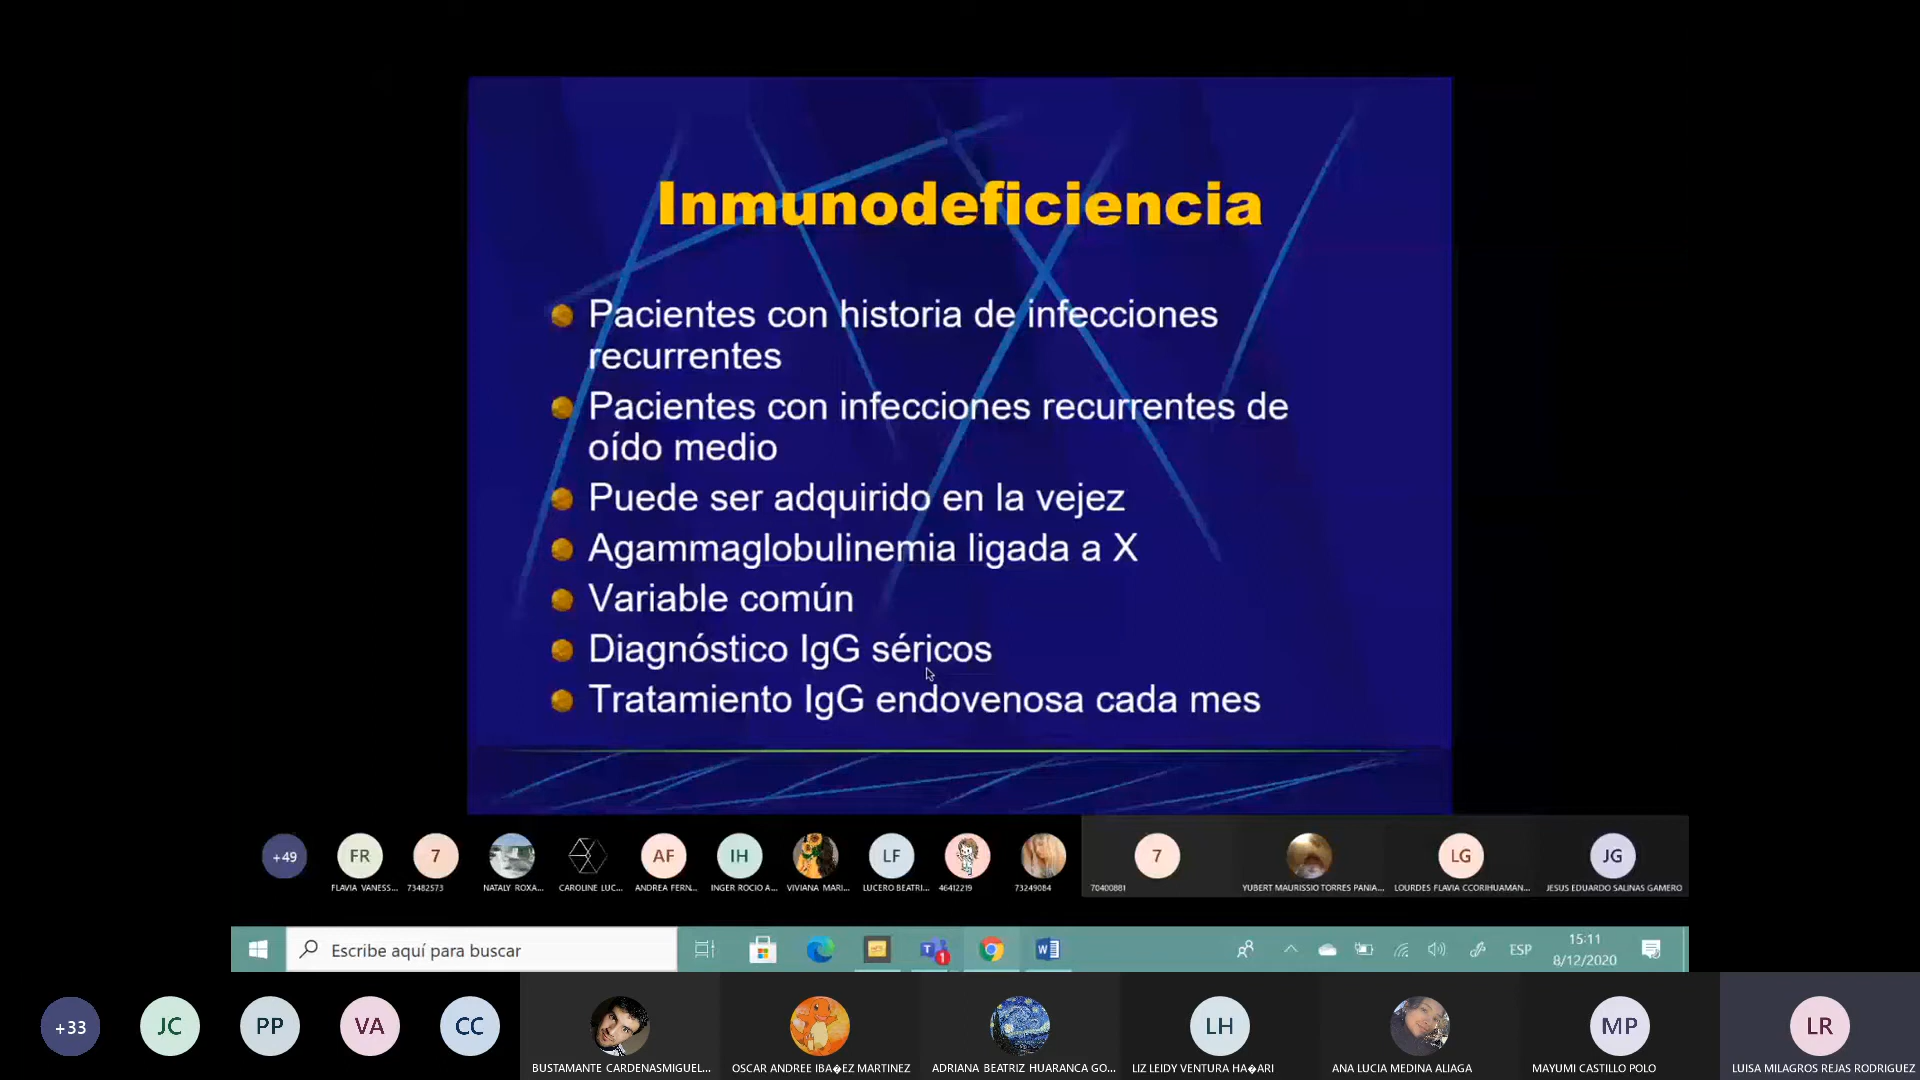 Inmunodeficiencia
Pacientes con historia de infecciones
recurrentes
Pacientes con infecciones recurrentes de
oído medio
Puede ser adquirido en la vejez
Agammaglobulinemia ligada a X
Variable común
Diagnóstico IgG séricos
Tratamiento IgG endovenosa cada mes
+49
FR
7
AF
IH
LF
7
LG
JG
FLAVIA VANESS...
73482573
NATALY ROXA...
CAROLINE LUC...
ANDREA FERN...
INGER ROCIO A...
VIVIANA MARI...
LUCERO BEATRI...
46412219
73249084
70400881
YUBERT MAURISSIO TORRES PANIA...
LOURDES FLAVIA CCORIHUAMAN...
JESUS EDUARDO SALINAS GAMERO
Escribe aquí para buscar
1
ESP
15:11
8/12/2020
+33
JC
PP
VA
CC
LH
MP
LR
BUSTAMANTE CARDENASMIGUEL...
OSCAR ANDREE IBA�EZ MARTINEZ
ADRIANA BEATRIZ HUARANCA GO...
LIZ LEIDY VENTURA HA�ARI
ANA LUCIA MEDINA ALIAGA
MAYUMI CASTILLO POLO
LUISA MILAGROS REJAS RODRIGUEZ